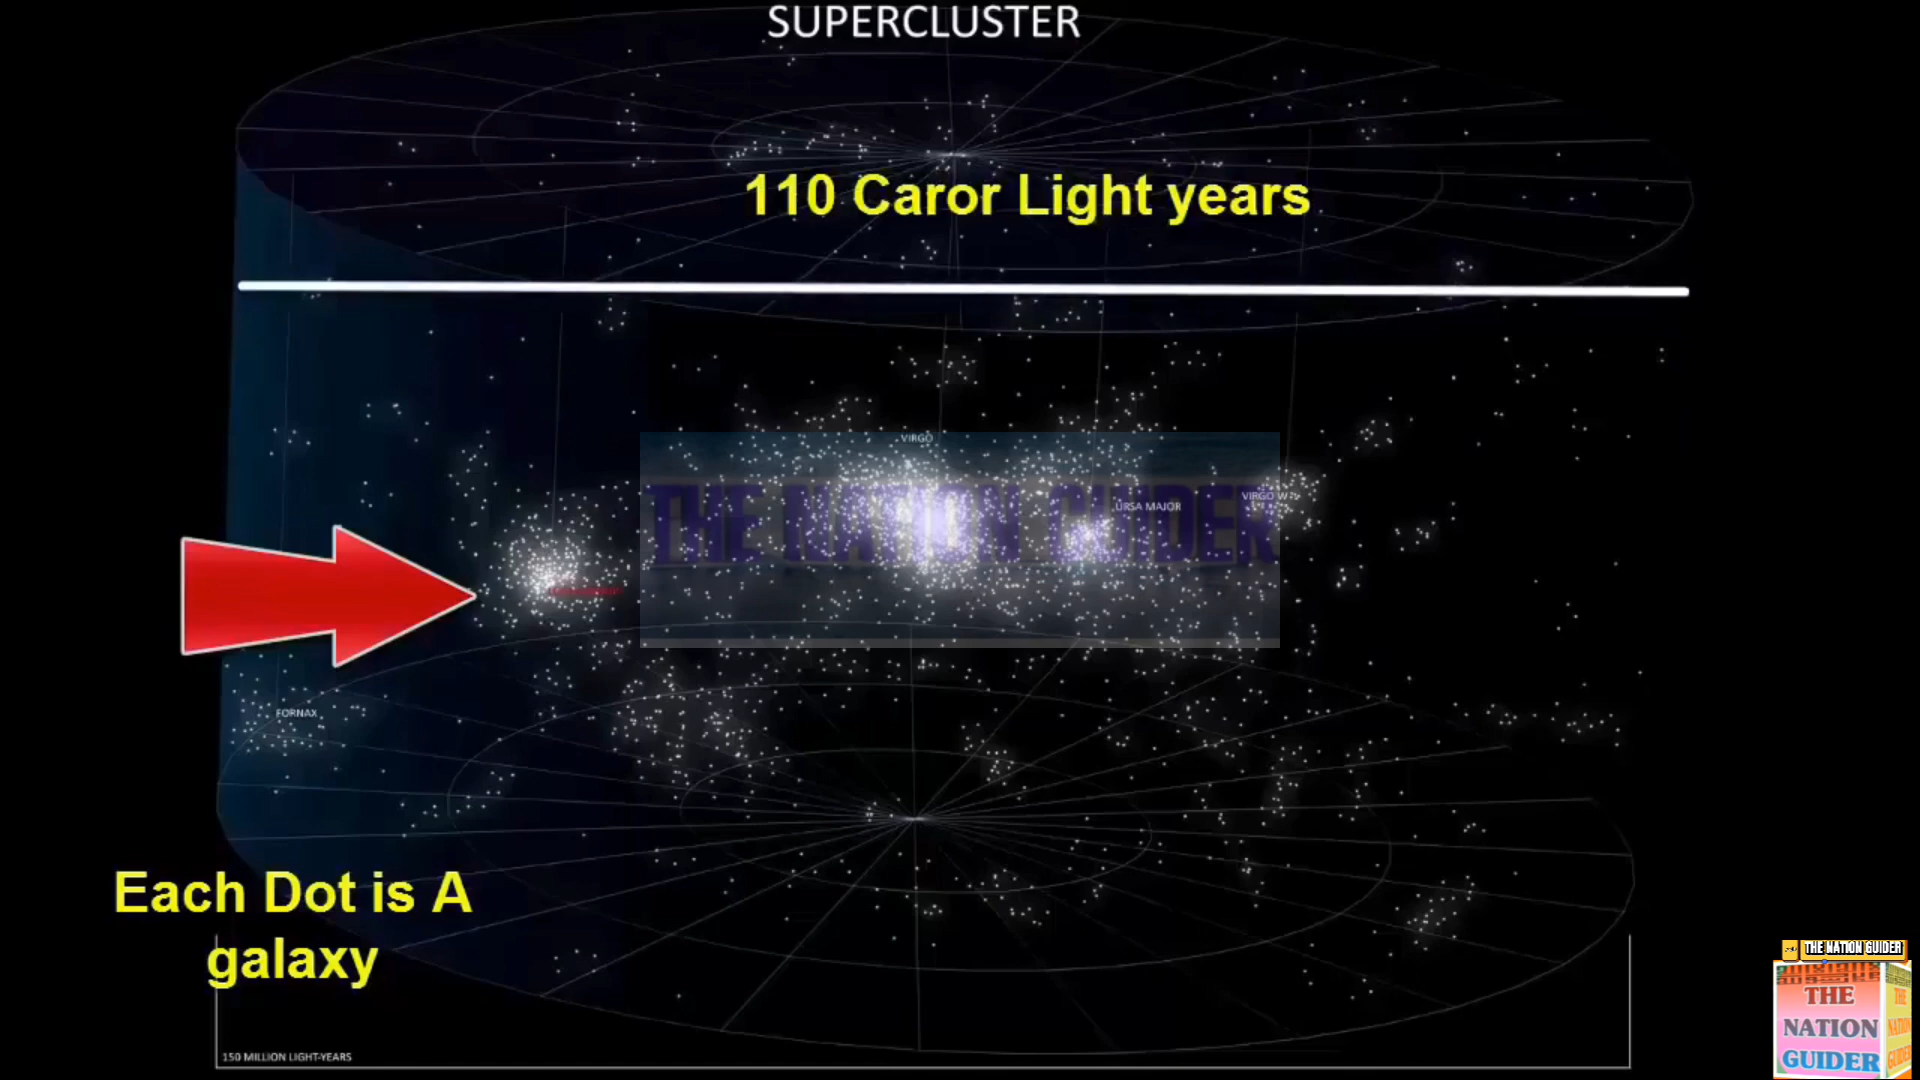 SUPERCLUSTER
110 Caror Light years
VIRGO
VIRGO W
URSA MAJOR
THE NATION GUIDER
FORNAX
Each Dot is A
galaxy
150 MILLION LIGHT-YEARS
THE NATION GUIDER
THE
NATION
GUIDER